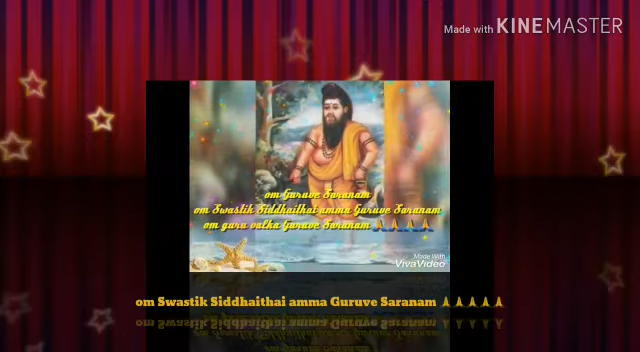 Made with KINEMASTER
om Guruve Saranam
om Swastik Siddhaithai amma Guruve Saranam
om guru valka Guruve Saranam 🙏🙏🙏🙏
Made With
VivaVideo
om Swastik Siddhaithai amma Guruve Saranam 🙏🙏🙏🙏🙏